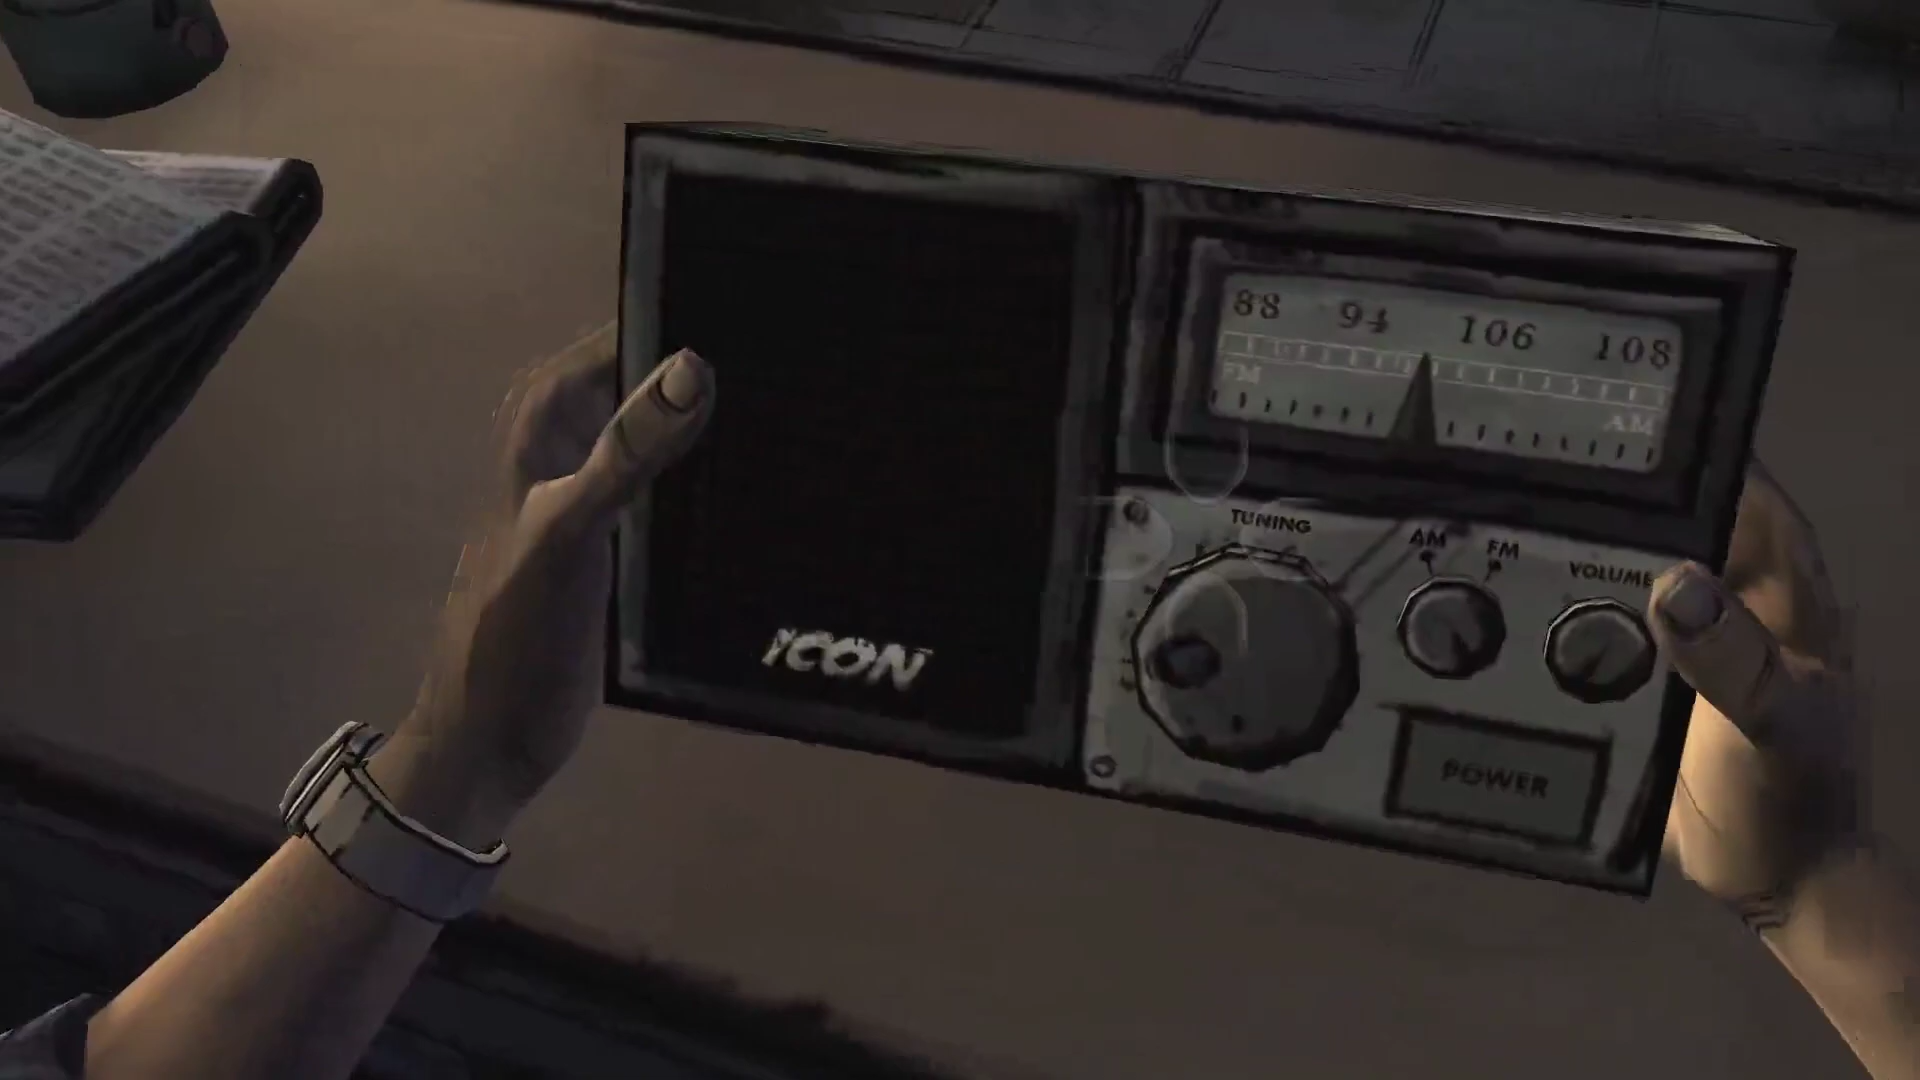 88 94 106 108
FM
AM
TUNING
AM FM
VOLUME
ICON
POWER